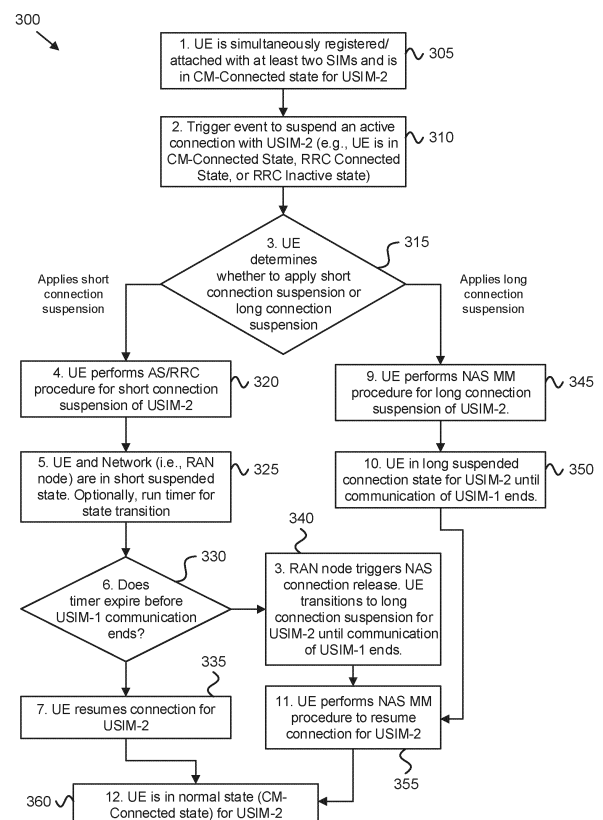 300
1. UE is simultaneously registered/
attached with at least two SIMs and is
in CM-Connected state for USIM-2
305
2. Trigger event to suspend an active
connection with USIM-2 (e.g., UE is in
CM-Connected State, RRC Connected
State, or RRC Inactive state)
310
3. UE
determines
whether to apply short
connection suspension or
long connection
suspension
315
Applies short
connection
suspension
Applies long
connection
suspension
4. UE performs AS/RRC
procedure for short connection
suspension of USIM-2
320
9. UE performs NAS MM
procedure for long connection
suspension of USIM-2.
345
5. UE and Network (i.e., RAN
node) are in short suspended
state. Optionally, run timer for
state transition
325
10. UE in long suspended
connection state for USIM-2 until
communication of USIM-1 ends.
350
6. Does
timer expire before
USIM-1 communication
ends?
330
340
3. RAN node triggers NAS
connection release. UE
transitions to long
connection suspension for
USIM-2 until communication
of USIM-1 ends.
335
7. UE resumes connection for
USIM-2
11. UE performs NAS MM
procedure to resume
connection for USIM-2
355
360
12. UE is in normal state (CM-
Connected state) for USIM-2